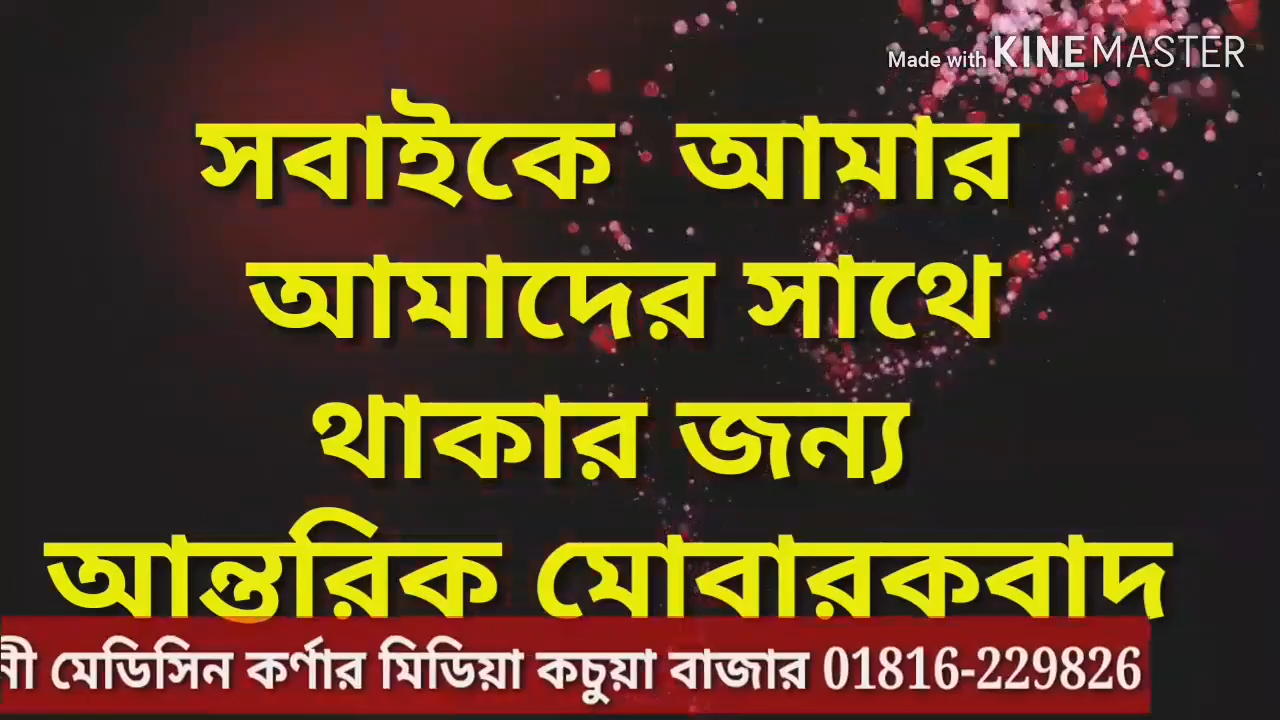 Made with KINEMASTER
সবাইকে আমার
আমাদের সাথে
থাকার জন্য
আন্তরিক মোবারকবাদ
মেডিসিন কর্ণার মিডিয়া কচুয়া বাজার 01816-229826